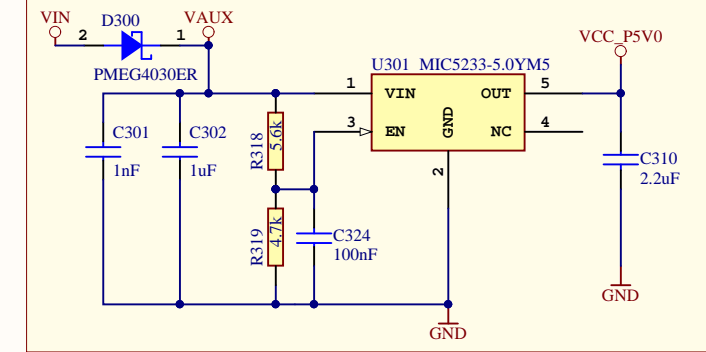 VIN
D300
VAUX
2
1
PMEG4030ER
VCC_P5V0
U301 MIC5233-5.0YM5
1
VIN
OUT
5
3
EN
GND
NC
4
2
C301
1nF
C302
1uF
R318
5.6k
R319
4.7k
C324
100nF
C310
2.2uF
GND
GND